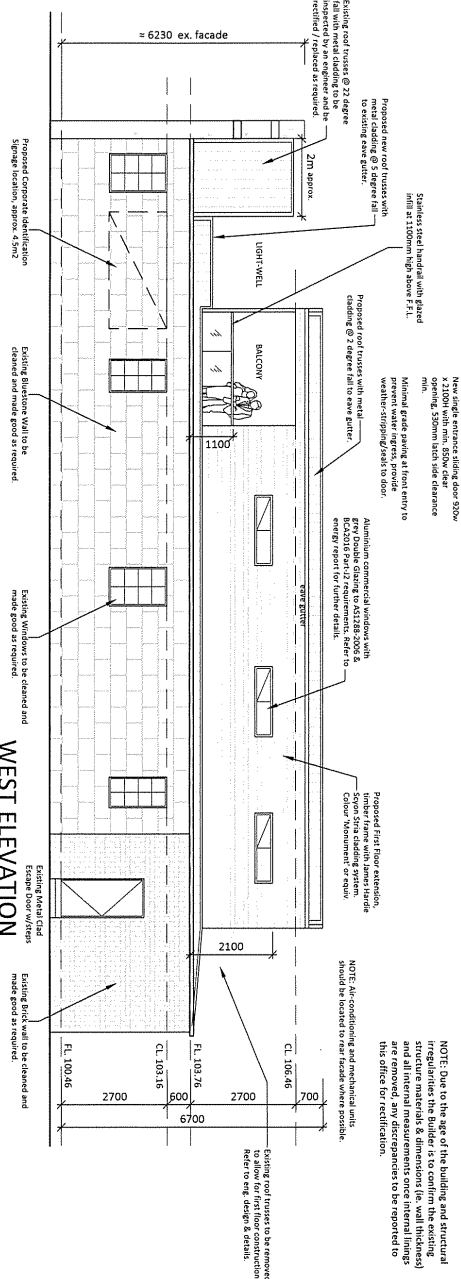 Existing roof trusses @ 22 degree
fall with metal cladding to be
inspected by an engineer and be
rectified / replaced as required.
Proposed new roof trusses with
metal cladding @ 5 degree fall
to existing eave gutter.
Stainless steel handrail with glazed
infill at 1100mm high above F.F.L.
Proposed roof trusses with metal
cladding @ 2 degree fall to eave gutter.
New single entrance sliding door 920w
x 2100H with min. 850w clear
opening, 530mm latch side clearance
min.
Minimal grade paving at front entry to
prevent water ingress, provide
weather-stripping/seals to door.
Aluminium commercial windows with
grey Double Glazing to AS1288-2006 &
BCA2016 Part-J2 requirements. Refer to
energy report for further details.
Proposed First Floor extension,
timber frame with James Hardie
Scyon Stria cladding system.
Colour 'Monument' or equiv.
NOTE: Air-conditioning and mechanical units
should be located to rear facade where possible.
NOTE: Due to the age of the building and structural
irregularities the Builder is to confirm the existing
structure materials & dimensions (ie. wall thickness)
and all internal measurements once internal linings
are removed, any discrepancies to be reported to
this office for rectification.
≈ 6230 ex. facade
2m approx.
LIGHT-WELL
BALCONY
1100
eave gutter
2100
CL. 106.46
FL. 103.76
CL. 103.16
FL. 100.46
700
2700
600
2700
6700
Existing roof trusses to be removed
to allow for first floor construction.
Refer to eng. design & details.
Proposed Corporate Identification
Signage location, approx. 4.5m2
Existing Bluestone Wall to be
cleaned and made good as required.
Existing Windows to be cleaned and
made good as required.
Existing Metal Clad
Escape Door w/steps
Existing Brick wall to be cleaned and
made good as required.
WEST ELEVATION